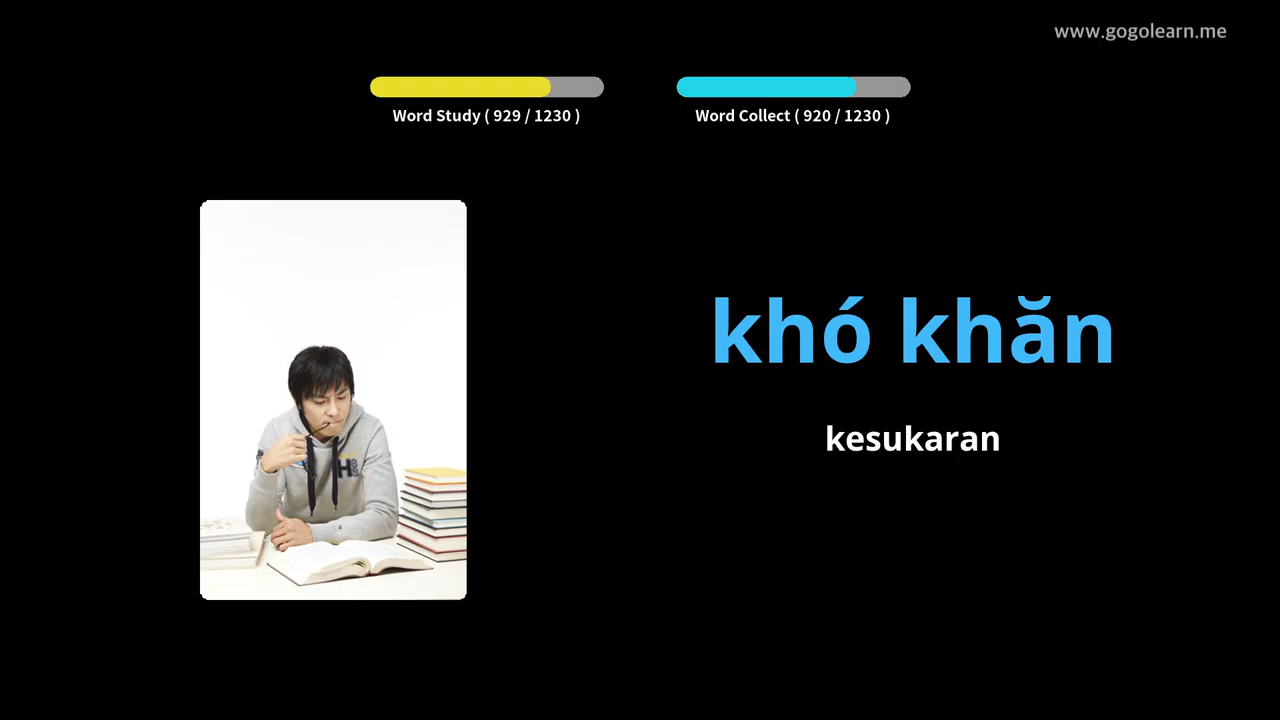 www.gogolearn.me
Word Study ( 929 / 1230 )
Word Collect ( 920 / 1230 )
khó khăn
kesukaran